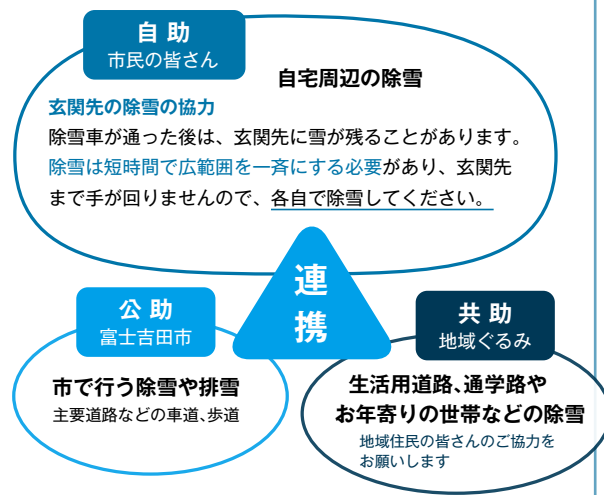 自助
市民の皆さん
自宅周辺の除雪
玄関先の除雪の協力
除雪車が通った後は、玄関先に雪が残ることがあります。
除雪は短時間で広範囲を一斉にする必要があり、玄関先
まで手が回りませんので、各自で除雪してください。
連
携
公助
富士吉田市
市で行う除雪や排雪
主要道路などの車道、歩道
共助
地域ぐるみ
生活用道路、通学路や
お年寄りの世帯などの除雪
地域住民の皆さんのご協力を
お願いします